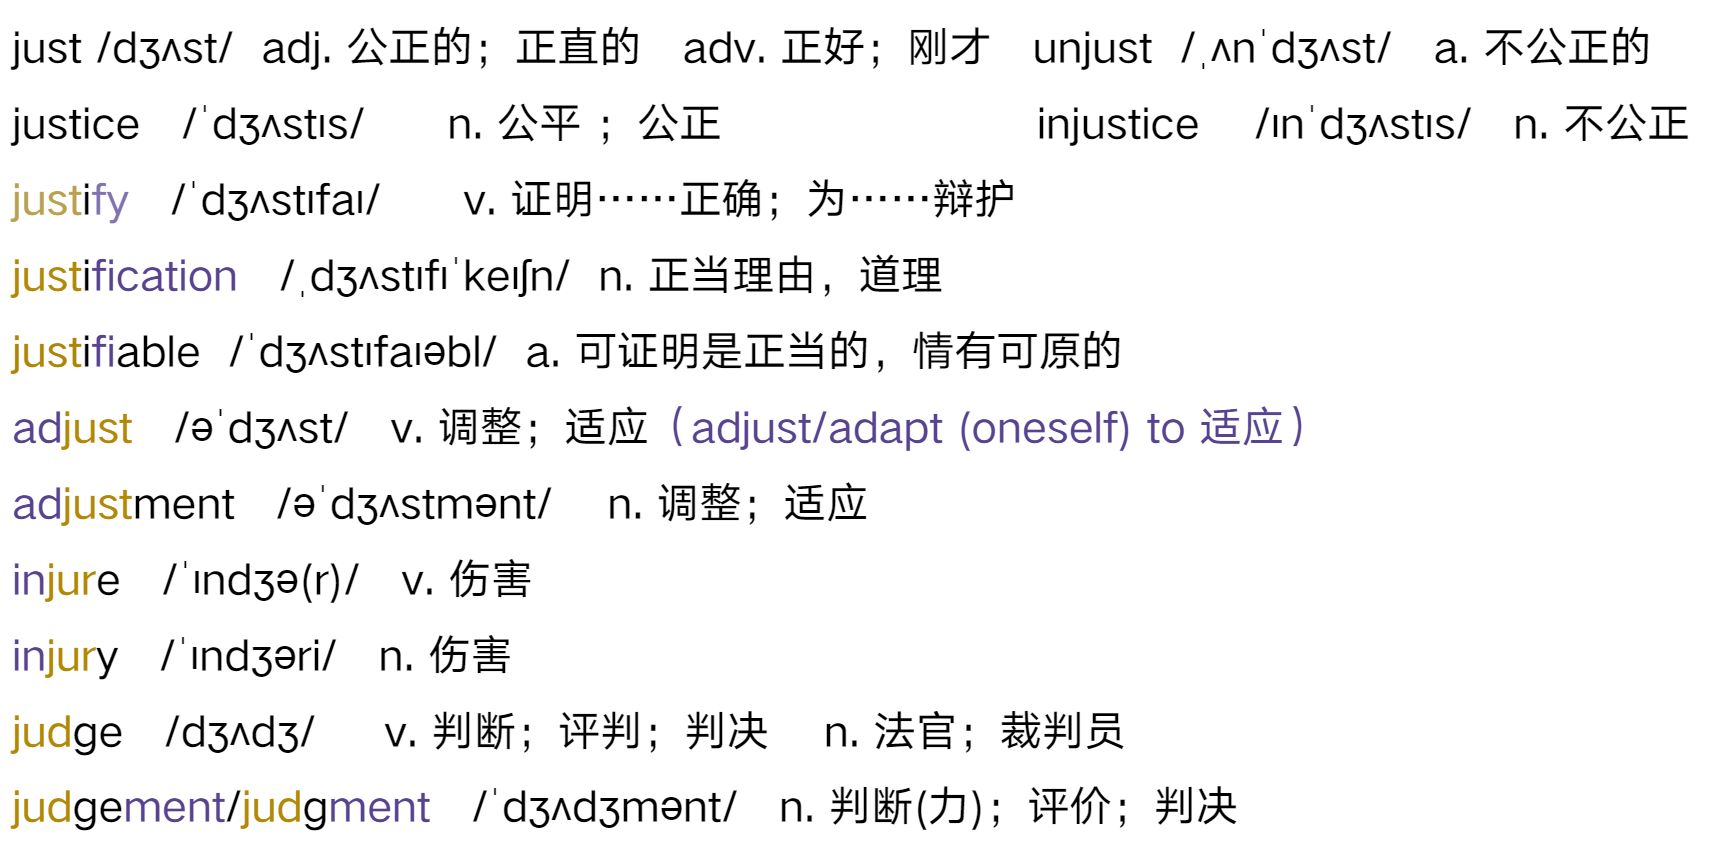 just /dʒʌst/ adj. 公正的；正直的 adv. 正好；刚才 unjust /ˌʌnˈdʒʌst/ a. 不公正的
justice /ˈdʒʌstɪs/ n. 公平 ；公正 injustice /ɪnˈdʒʌstɪs/ n. 不公正
justify /ˈdʒʌstɪfaɪ/ v. 证明……正确；为……辩护
justification /ˌdʒʌstɪfɪˈkeɪʃn/ n. 正当理由，道理
justifiable /ˈdʒʌstɪfaɪəbl/ a. 可证明是正当的，情有可原的
adjust /əˈdʒʌst/ v. 调整；适应（adjust/adapt (oneself) to 适应）
adjustment /əˈdʒʌstmənt/ n. 调整；适应
injure /ˈɪndʒə(r)/ v. 伤害
injury /ˈɪndʒəri/ n. 伤害
judge /dʒʌdʒ/ v. 判断；评判；判决 n. 法官；裁判员
judgement/judgment /ˈdʒʌdʒmənt/ n. 判断(力)；评价；判决